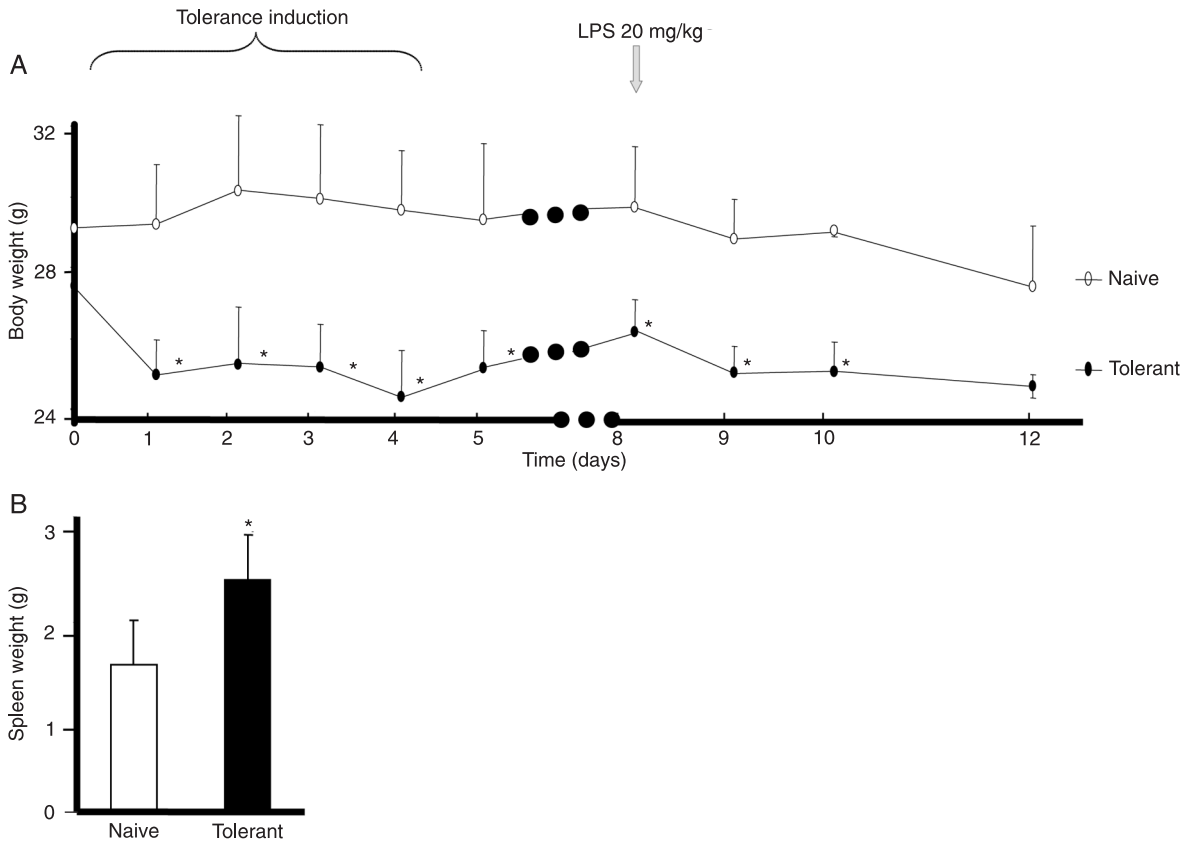 Tolerance induction
LPS 20 mg/kg
A
32
28
24
Body weight (g)
* * * * * * * *
Naive
Tolerant
0 1 2 3 4 5 8 9 10 12
Time (days)
B
3
2
1
0
Spleen weight (g)
*
Naive Tolerant